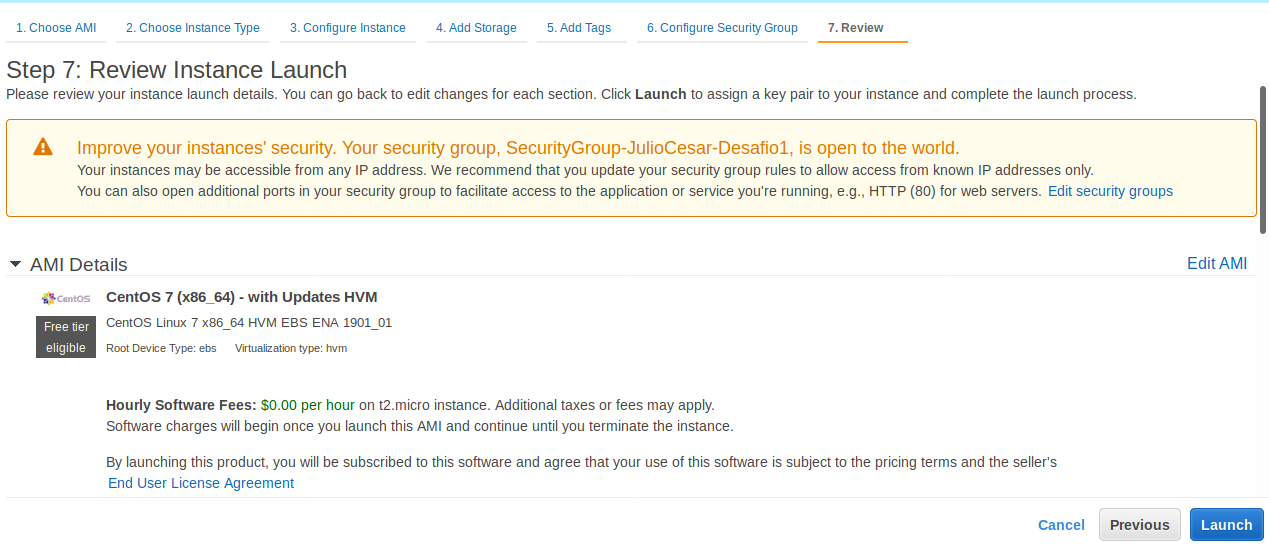 1. Choose AMI 2. Choose Instance Type 3. Configure Instance 4. Add Storage 5. Add Tags 6. Configure Security Group 7. Review
Step 7: Review Instance Launch
Please review your instance launch details. You can go back to edit changes for each section. Click Launch to assign a key pair to your instance and complete the launch process.
Improve your instances' security. Your security group, SecurityGroup-JulioCesar-Desafio1, is open to the world.
Your instances may be accessible from any IP address. We recommend that you update your security group rules to allow access from known IP addresses only.
You can also open additional ports in your security group to facilitate access to the application or service you're running, e.g., HTTP (80) for web servers. Edit security groups
AMI Details Edit AMI
CentOS CentOS 7 (x86_64) - with Updates HVM
Free tier CentOS Linux 7 x86_64 HVM EBS ENA 1901_01
eligible Root Device Type: ebs Virtualization type: hvm
Hourly Software Fees: $0.00 per hour on t2.micro instance. Additional taxes or fees may apply.
Software charges will begin once you launch this AMI and continue until you terminate the instance.
By launching this product, you will be subscribed to this software and agree that your use of this software is subject to the pricing terms and the seller's
End User License Agreement
Cancel Previous Launch